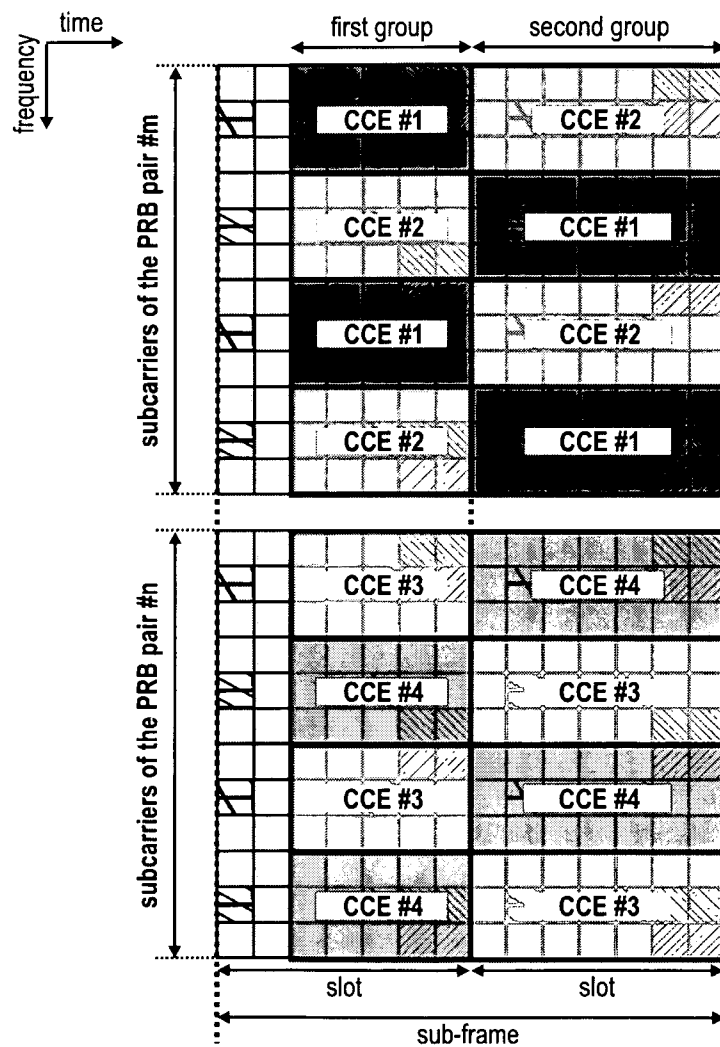 time
frequency
first group
second group
subcarriers of the PRB pair #m
CCE #1
CCE #2
CCE #2
CCE #1
CCE #1
CCE #2
CCE #2
CCE #1
subcarriers of the PRB pair #n
CCE #3
CCE #4
CCE #4
CCE #3
CCE #3
CCE #4
CCE #4
CCE #3
slot
slot
sub-frame